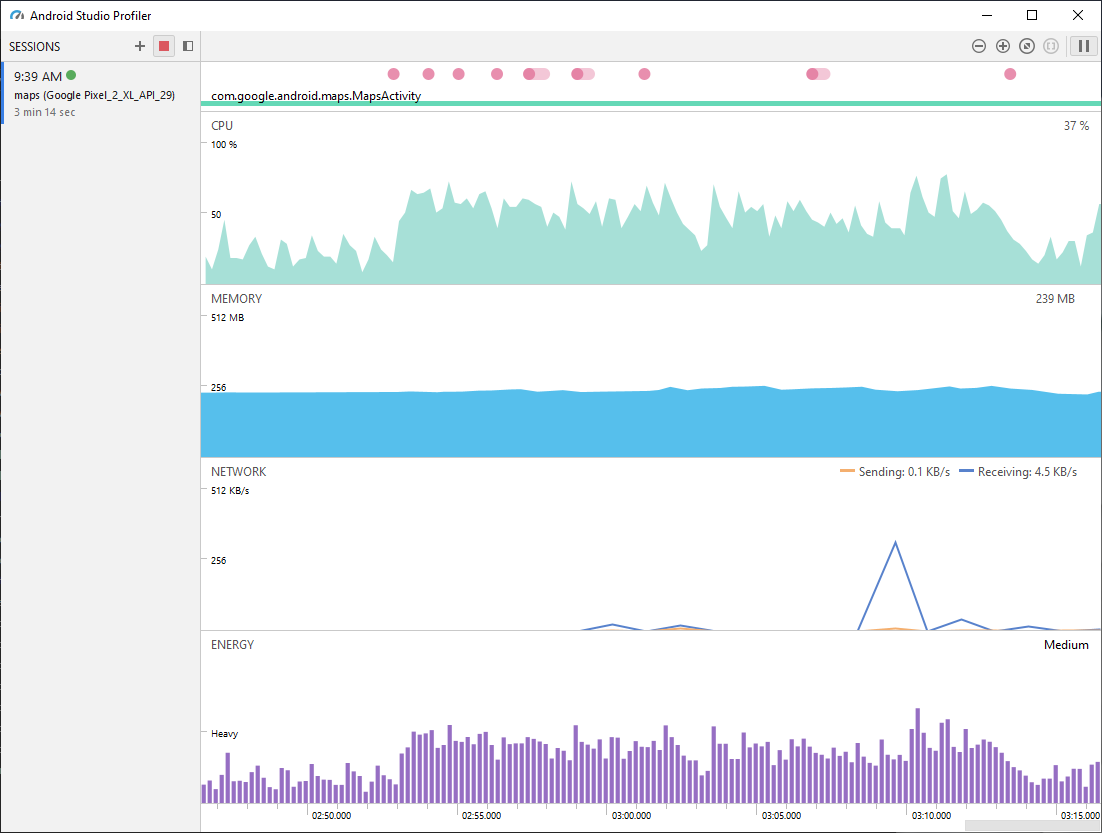 Android Studio Profiler
SESSIONS
9:39 AM
maps (Google Pixel_2_XL_API_29)
3 min 14 sec
com.google.android.maps.MapsActivity
CPU 37 %
100 %
50
MEMORY 239 MB
512 MB
256
NETWORK Sending: 0.1 KB/s Receiving: 4.5 KB/s
512 KB/s
256
ENERGY Medium
Heavy
02:50.000 02:55.000 03:00.000 03:05.000 03:10.000 03:15.000